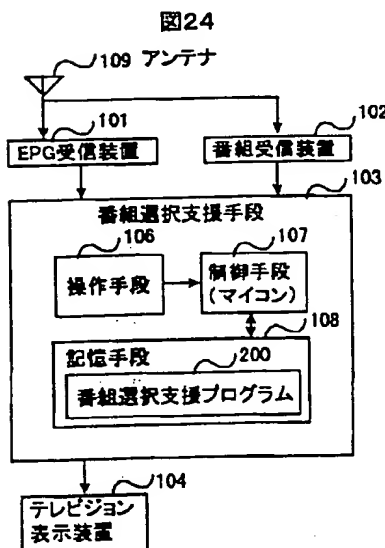 図24
109 アンテナ
101
102
EPG受信装置
番組受信装置
103
番組選択支援手段
106
107
操作手段
制御手段
(マイコン)
108
記憶手段
200
番組選択支援プログラム
104
テレビジョン
表示装置